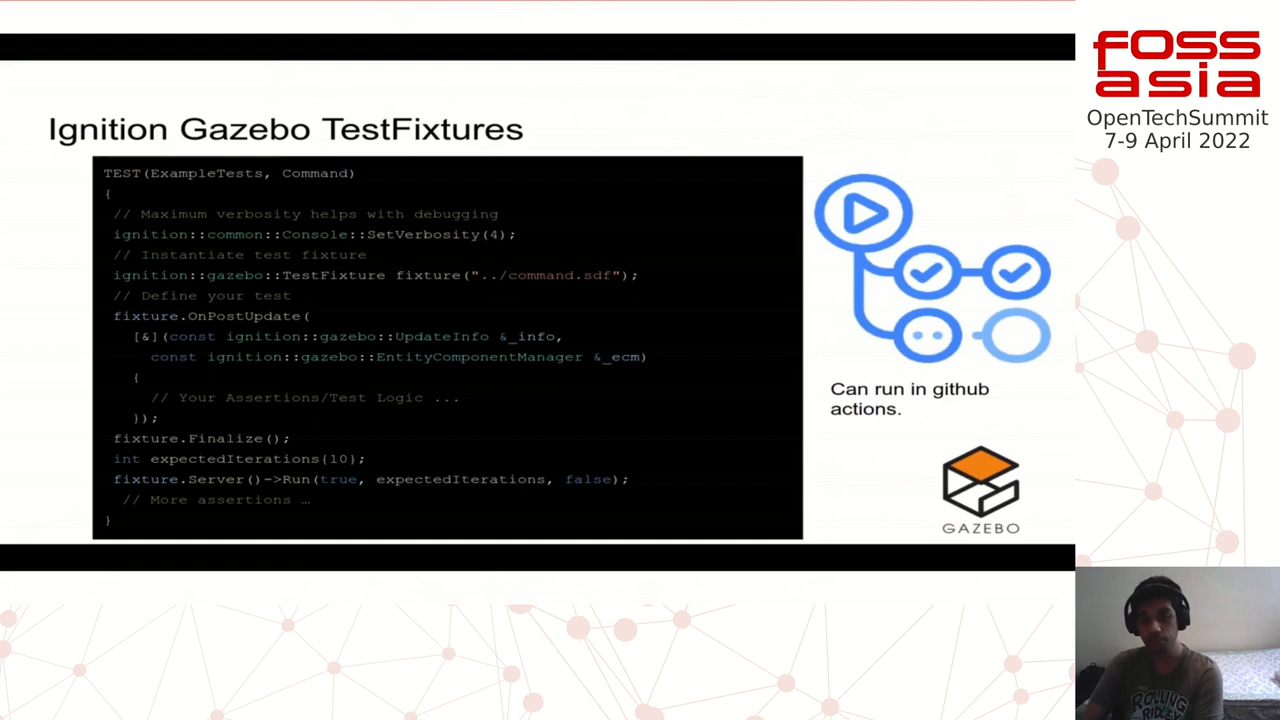 Ignition Gazebo TestFixtures
TEST(ExampleTests, Command)
{
// Maximum verbosity helps with debugging
ignition::common::Console::SetVerbosity(4);
// Instantiate test fixture
ignition::gazebo::TestFixture fixture("../command.sdf");
// Define your test
fixture.OnPostUpdate(
[&](const ignition::gazebo::UpdateInfo &_info,
const ignition::gazebo::EntityComponentManager &_ecm)
{
// Your Assertions/Test Logic ...
});
fixture.Finalize();
int expectedIterations{10};
fixture.Server()->Run(true, expectedIterations, false);
// More assertions …
}
Can run in github
actions.
GAZEBO
FOSS
asia
OpenTechSummit
7-9 April 2022
ROLLING